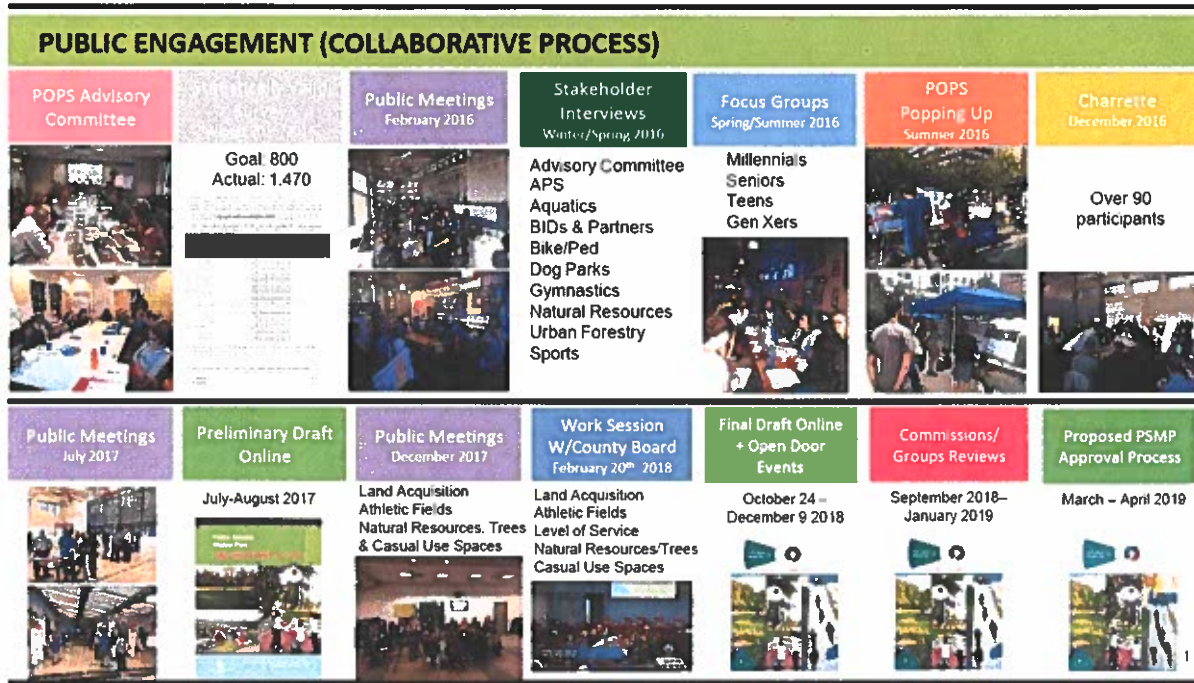 PUBLIC ENGAGEMENT (COLLABORATIVE PROCESS)
POPS Advisory
Committee
Goal: 800
Actual: 1.470
Public Meetings
February 2016
Stakeholder
Interviews
Winter/Spring 2016
Advisory Committee
APS
Aquatics
BIDs & Partners
Bike/Ped
Dog Parks
Gymnastics
Natural Resources
Urban Forestry
Sports
Focus Groups
Spring/Summer 2016
Millennials
Seniors
Teens
Gen Xers
POPS
Popping Up
Summer 2016
Charrette
December 2016
Over 90
participants
Public Meetings
July 2017
Preliminary Draft
Online
July-August 2017
Public Meetings
December 2017
Land Acquisition
Athletic Fields
Natural Resources. Trees
& Casual Use Spaces
Work Session
W/County Board
February 20th 2018
Land Acquisition
Athletic Fields
Level of Service
Natural Resources/Trees
Casual Use Spaces
Final Draft Online
+ Open Door
Events
October 24 –
December 9 2018
Commissions/
Groups Reviews
September 2018–
January 2019
Proposed PSMP
Approval Process
March – April 2019
1